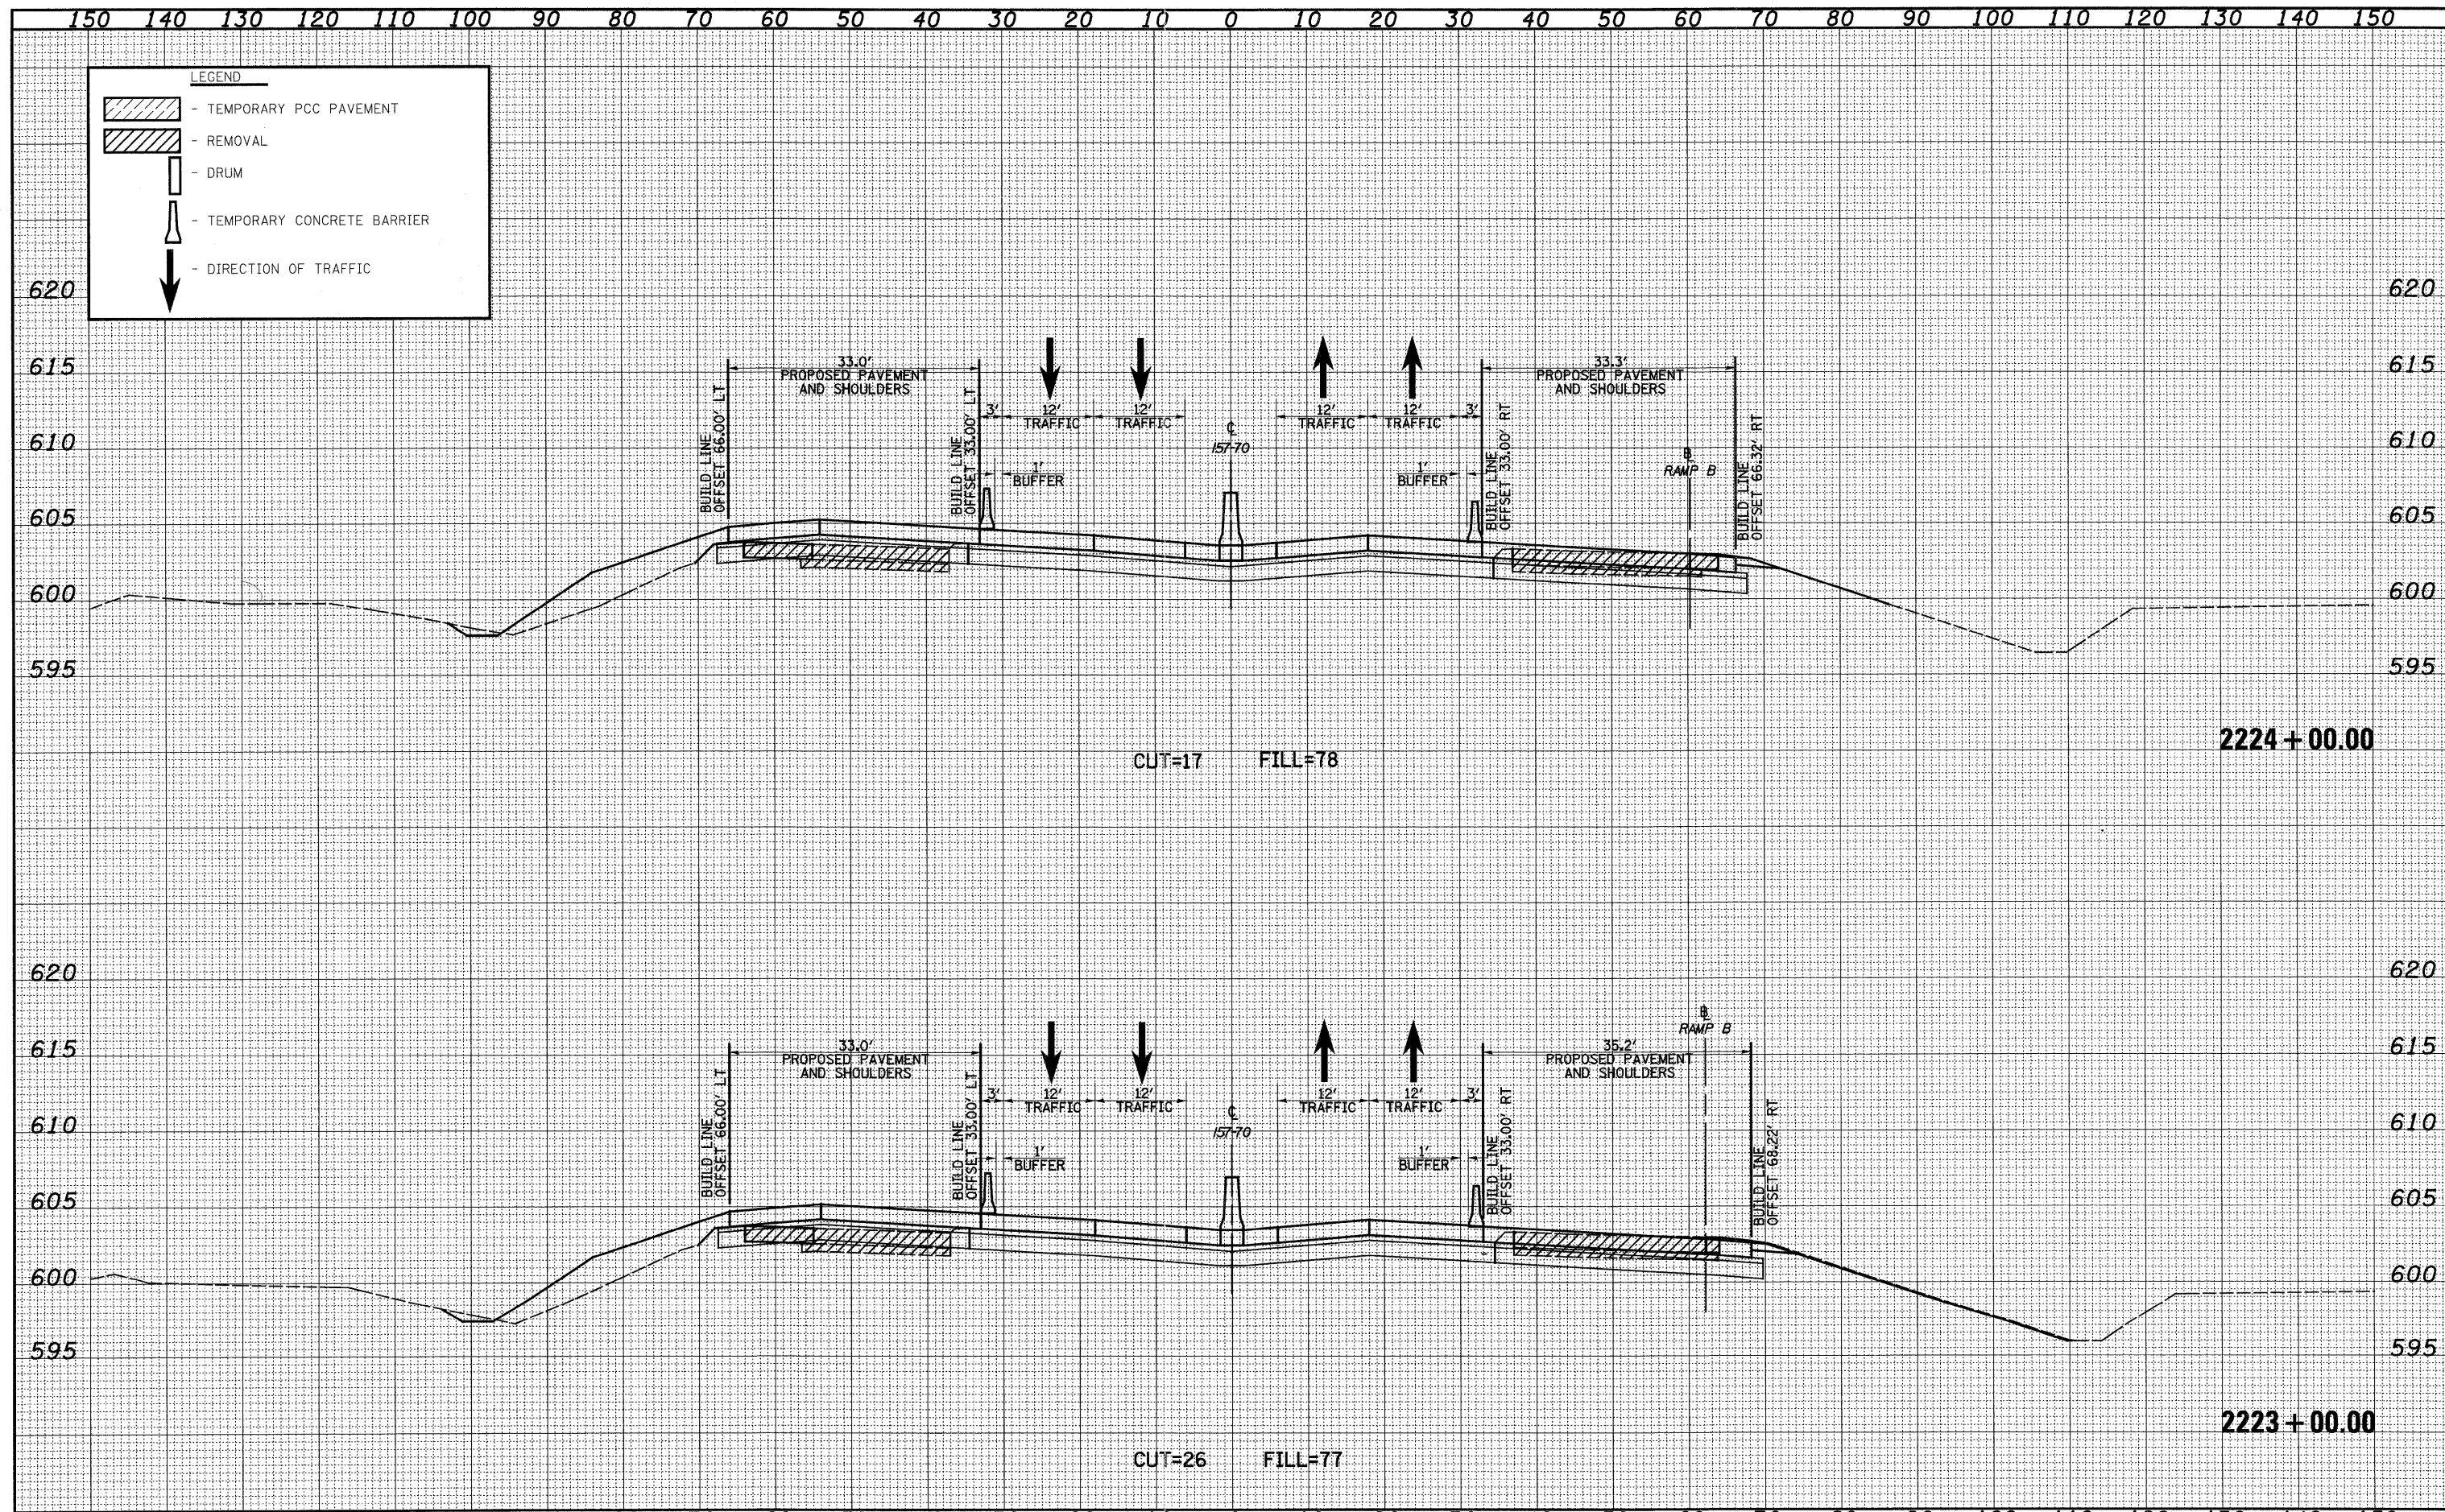 150 140 130 120 110 100 90 80 70 60 50 40 30 20 10 0 10 20 30 40 50 60 70 80 90 100 110 120 130 140 150
LEGEND
- TEMPORARY PCC PAVEMENT
- REMOVAL
- DRUM
- TEMPORARY CONCRETE BARRIER
- DIRECTION OF TRAFFIC
620 620
615 615
610 610
605 605
600 600
595 595
33.0'
PROPOSED PAVEMENT
AND SHOULDERS
33.3'
PROPOSED PAVEMENT
AND SHOULDERS
3' 12' 12' 12' 12' 3'
TRAFFIC TRAFFIC TRAFFIC TRAFFIC
BUILD LINE
OFFSET 66.00' LT
BUILD LINE
OFFSET 33.00' LT
1'
BUFFER
℄
I57-70
1'
BUFFER
BUILD LINE
OFFSET 33.00' RT
B
RAMP B
BUILD LINE
OFFSET 66.32' RT
2224+00.00
CUT=17 FILL=78
620 620
615 615
610 610
605 605
600 600
595 595
33.0'
PROPOSED PAVEMENT
AND SHOULDERS
35.2'
PROPOSED PAVEMENT
AND SHOULDERS
3' 12' 12' 12' 12' 3'
TRAFFIC TRAFFIC TRAFFIC TRAFFIC
BUILD LINE
OFFSET 66.00' LT
BUILD LINE
OFFSET 33.00' LT
1'
BUFFER
℄
I57-70
1'
BUFFER
BUILD LINE
OFFSET 33.00' RT
B
RAMP B
BUILD LINE
OFFSET 68.22' RT
2223+00.00
CUT=26 FILL=77